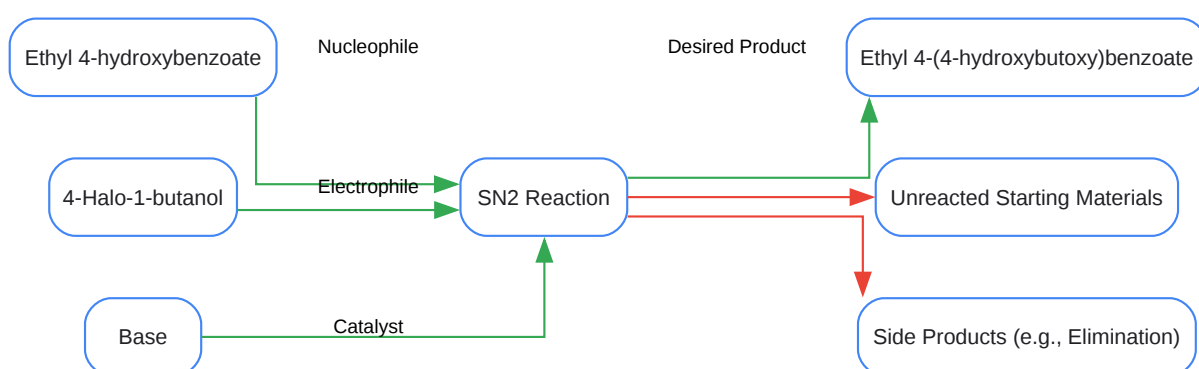 Ethyl 4-hydroxybenzoate
Nucleophile
Desired Product
Ethyl 4-(4-hydroxybutoxy)benzoate
4-Halo-1-butanol
Electrophile
SN2 Reaction
Unreacted Starting Materials
Base
Catalyst
Side Products (e.g., Elimination)